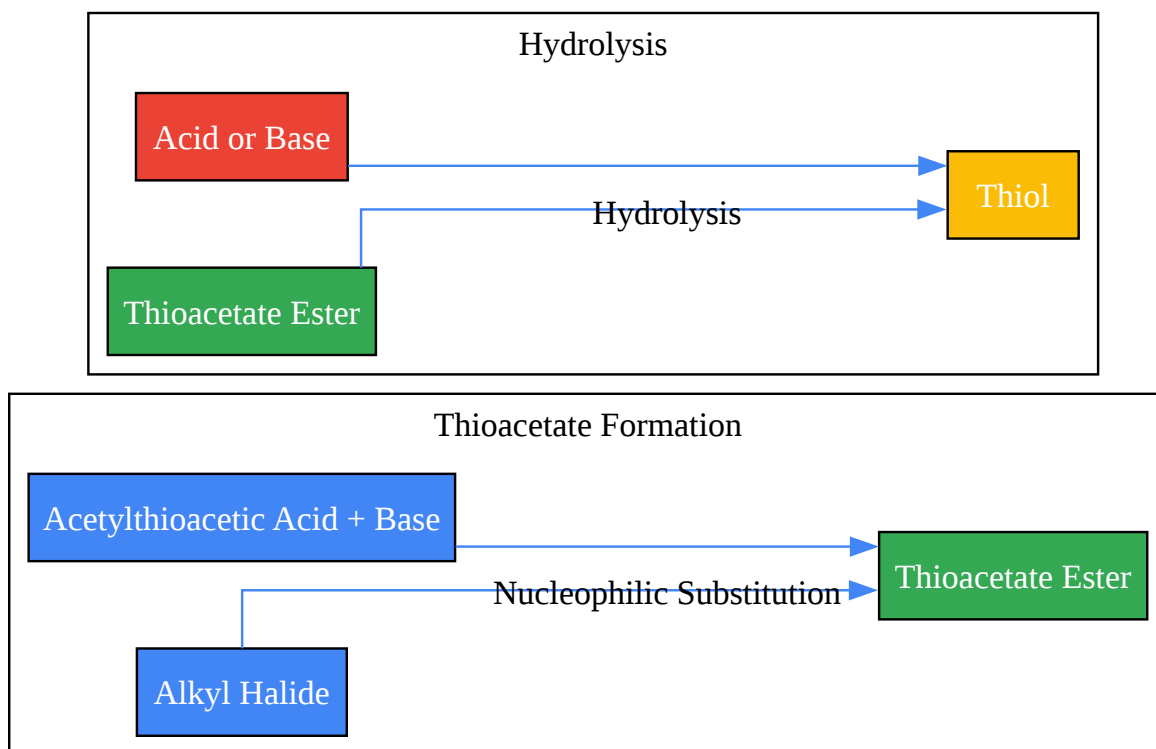 Hydrolysis
Acid or Base
Thiol
Hydrolysis
Thioacetate Ester
Thioacetate Formation
Acetylthioacetic Acid + Base
Thioacetate Ester
Nucleophilic Substitution
Alkyl Halide